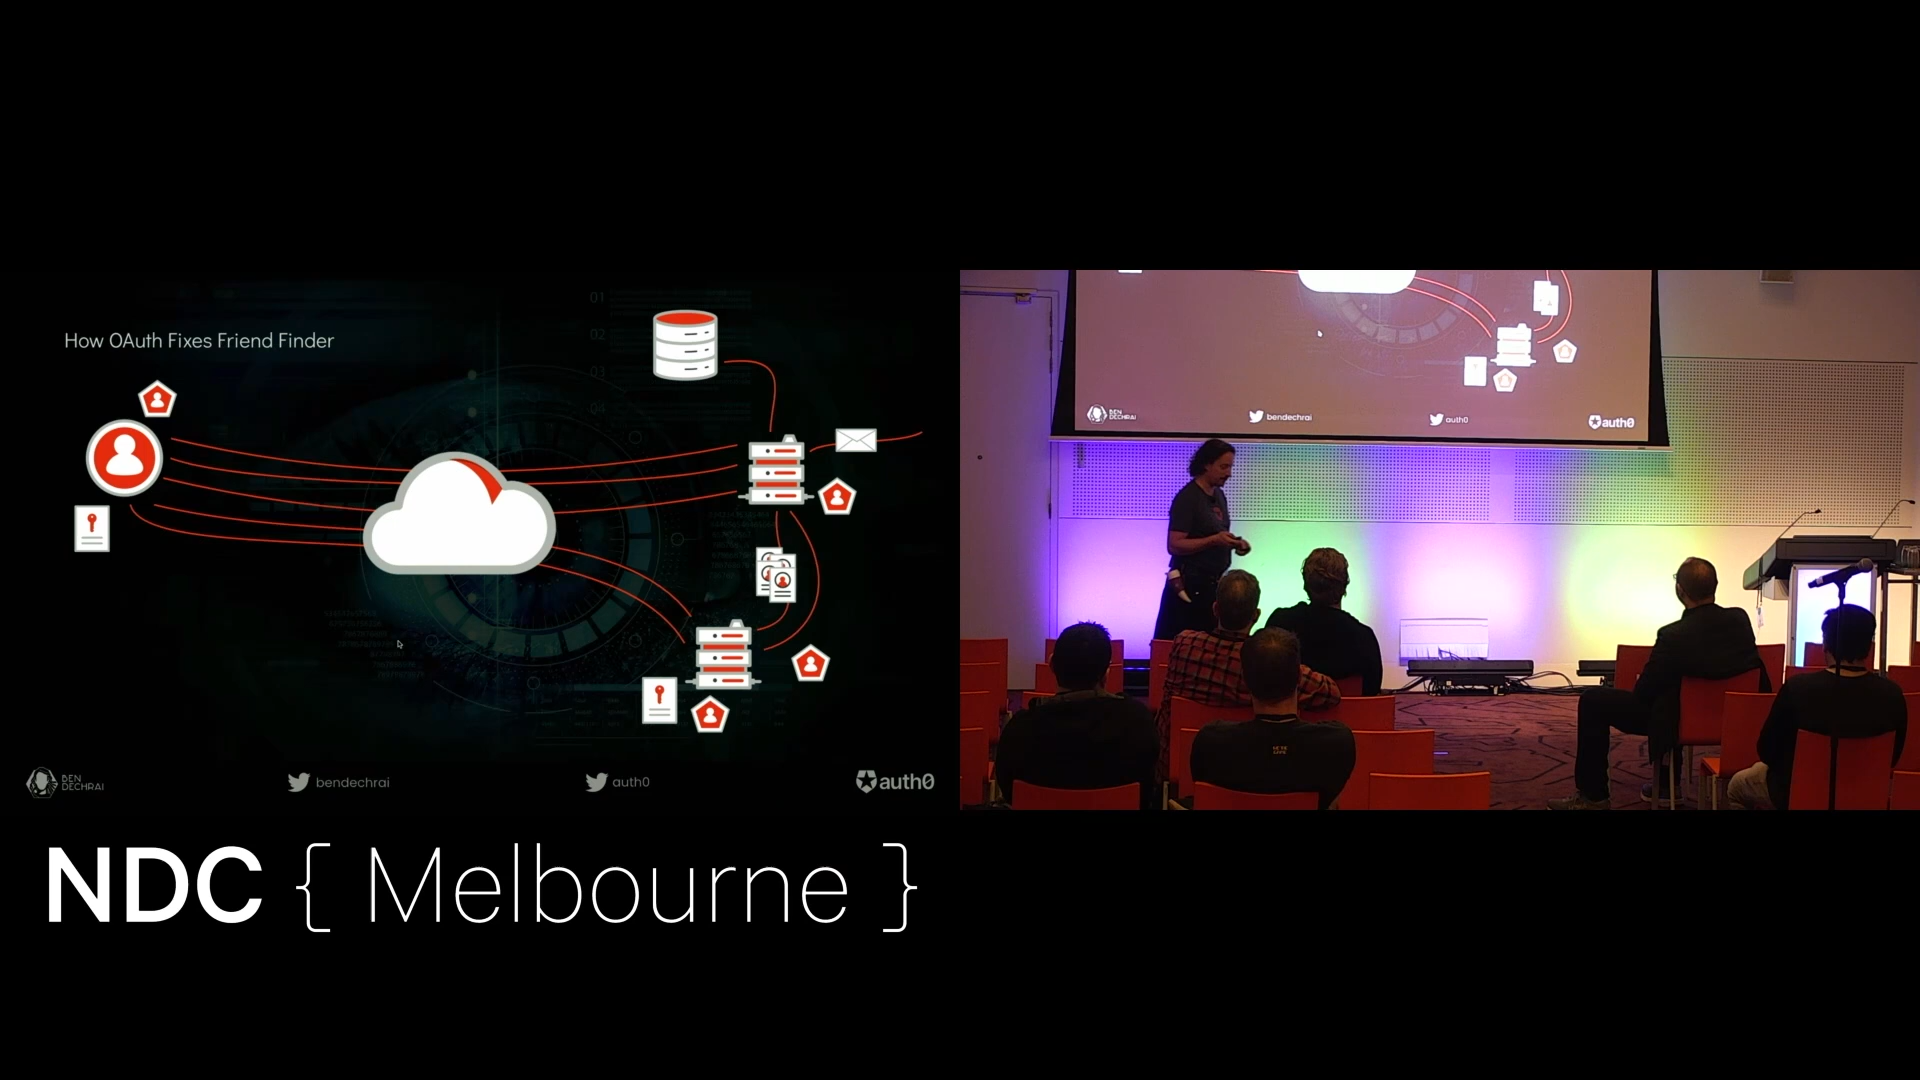 How OAuth Fixes Friend Finder
01
02
03
04
BEN
DECHRAI
bendechrai
auth0
auth0
BEN
DECHRAI
bendechrai
auth0
auth0
NDC { Melbourne }